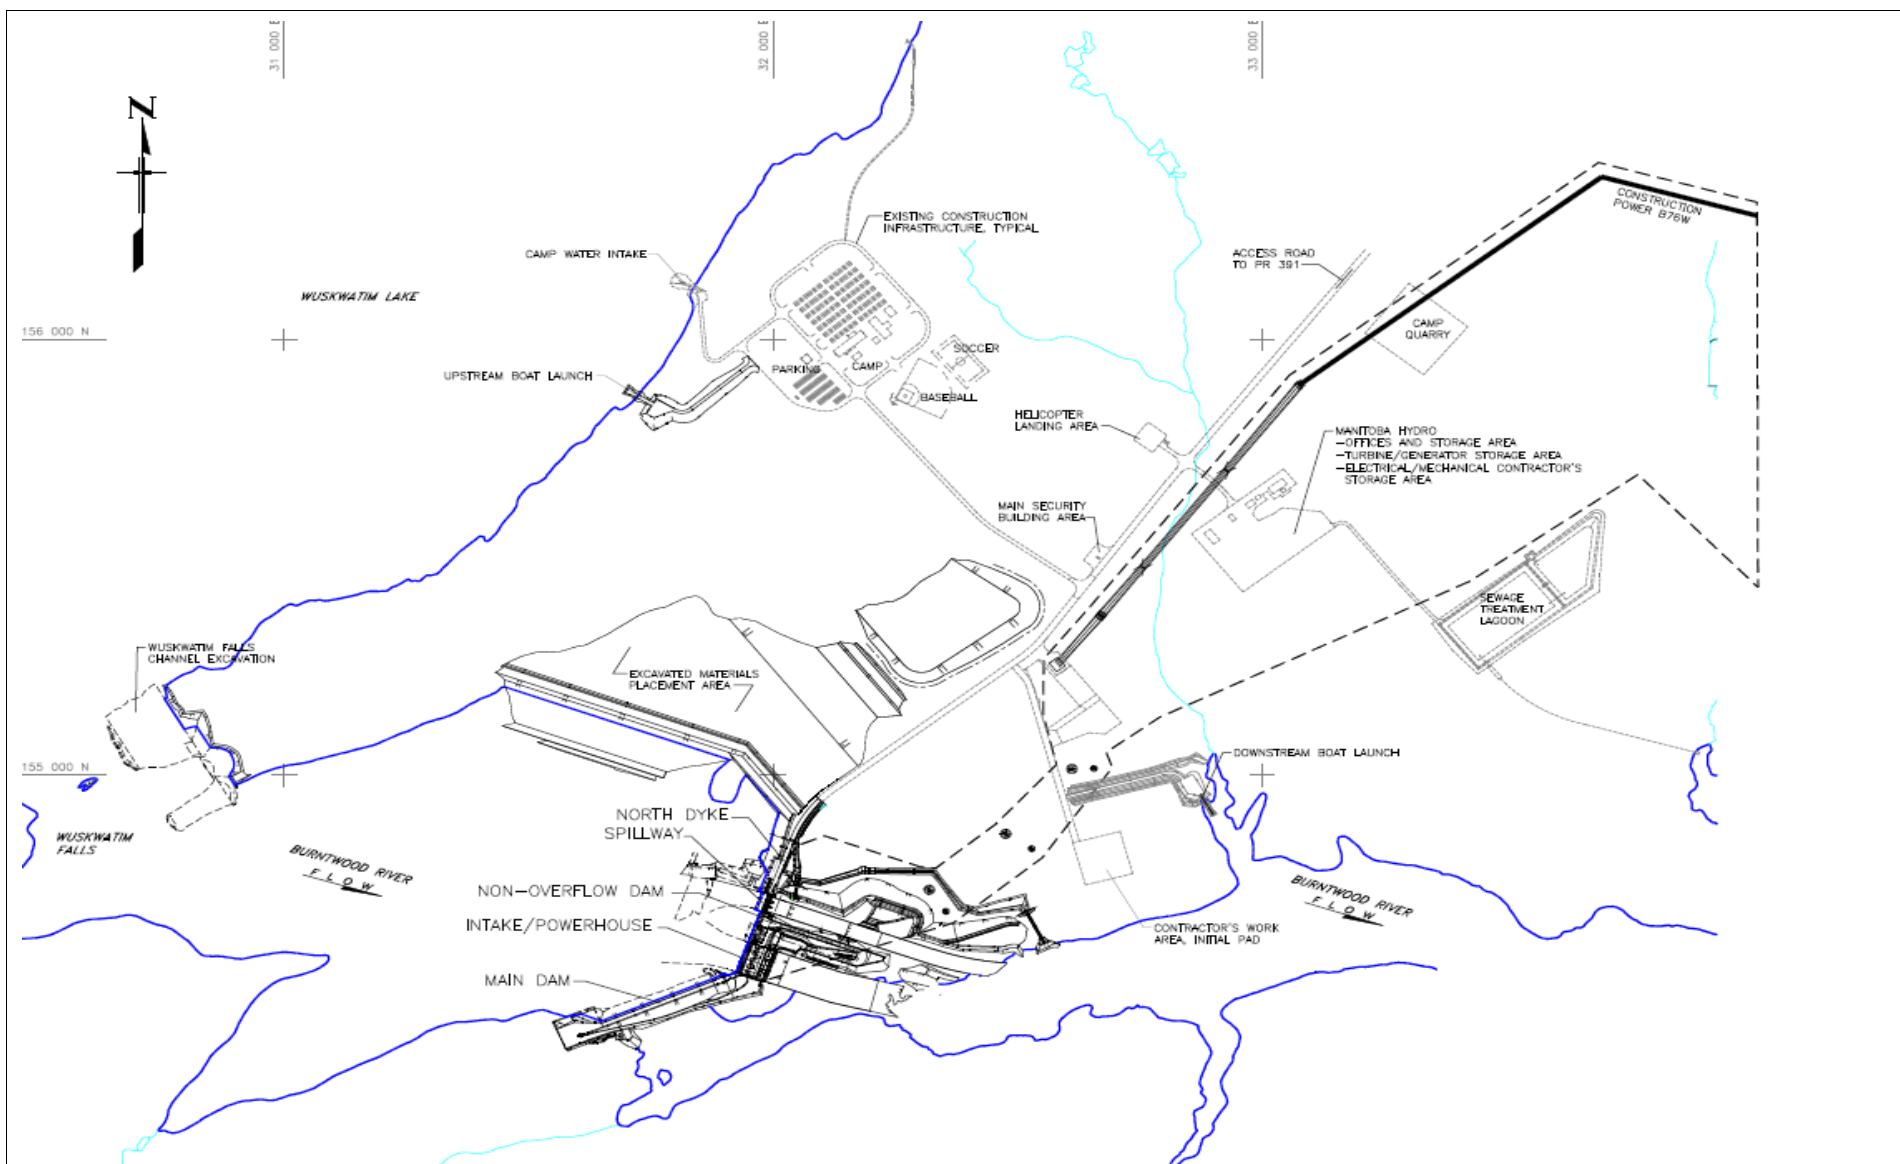 31 000 E
32 000 E
33 000 E
N
CONSTRUCTION
POWER B76W
EXISTING CONSTRUCTION
INFRASTRUCTURE, TYPICAL
CAMP WATER INTAKE
ACCESS ROAD
TO PR 391
WUSKWATIM LAKE
156 000 N
CAMP
QUARRY
SOCCER
PARKING
CAMP
UPSTREAM BOAT LAUNCH
BASEBALL
HELICOPTER
LANDING AREA
MANITOBA HYDRO
-OFFICES AND STORAGE AREA
-TURBINE/GENERATOR STORAGE AREA
-ELECTRICAL/MECHANICAL CONTRACTOR'S
STORAGE AREA
MAIN SECURITY
BUILDING AREA
SEWAGE
TREATMENT
LAGOON
WUSKWATIM FALLS
CHANNEL EXCAVATION
EXCAVATED MATERIALS
PLACEMENT AREA
155 000 N
DOWNSTREAM BOAT LAUNCH
NORTH DYKE
SPILLWAY
WUSKWATIM
FALLS
BURNTWOOD RIVER
FLOW
NON-OVERFLOW DAM
INTAKE/POWERHOUSE
BURNTWOOD RIVER
FLOW
CONTRACTOR'S WORK
AREA, INITIAL PAD
MAIN DAM